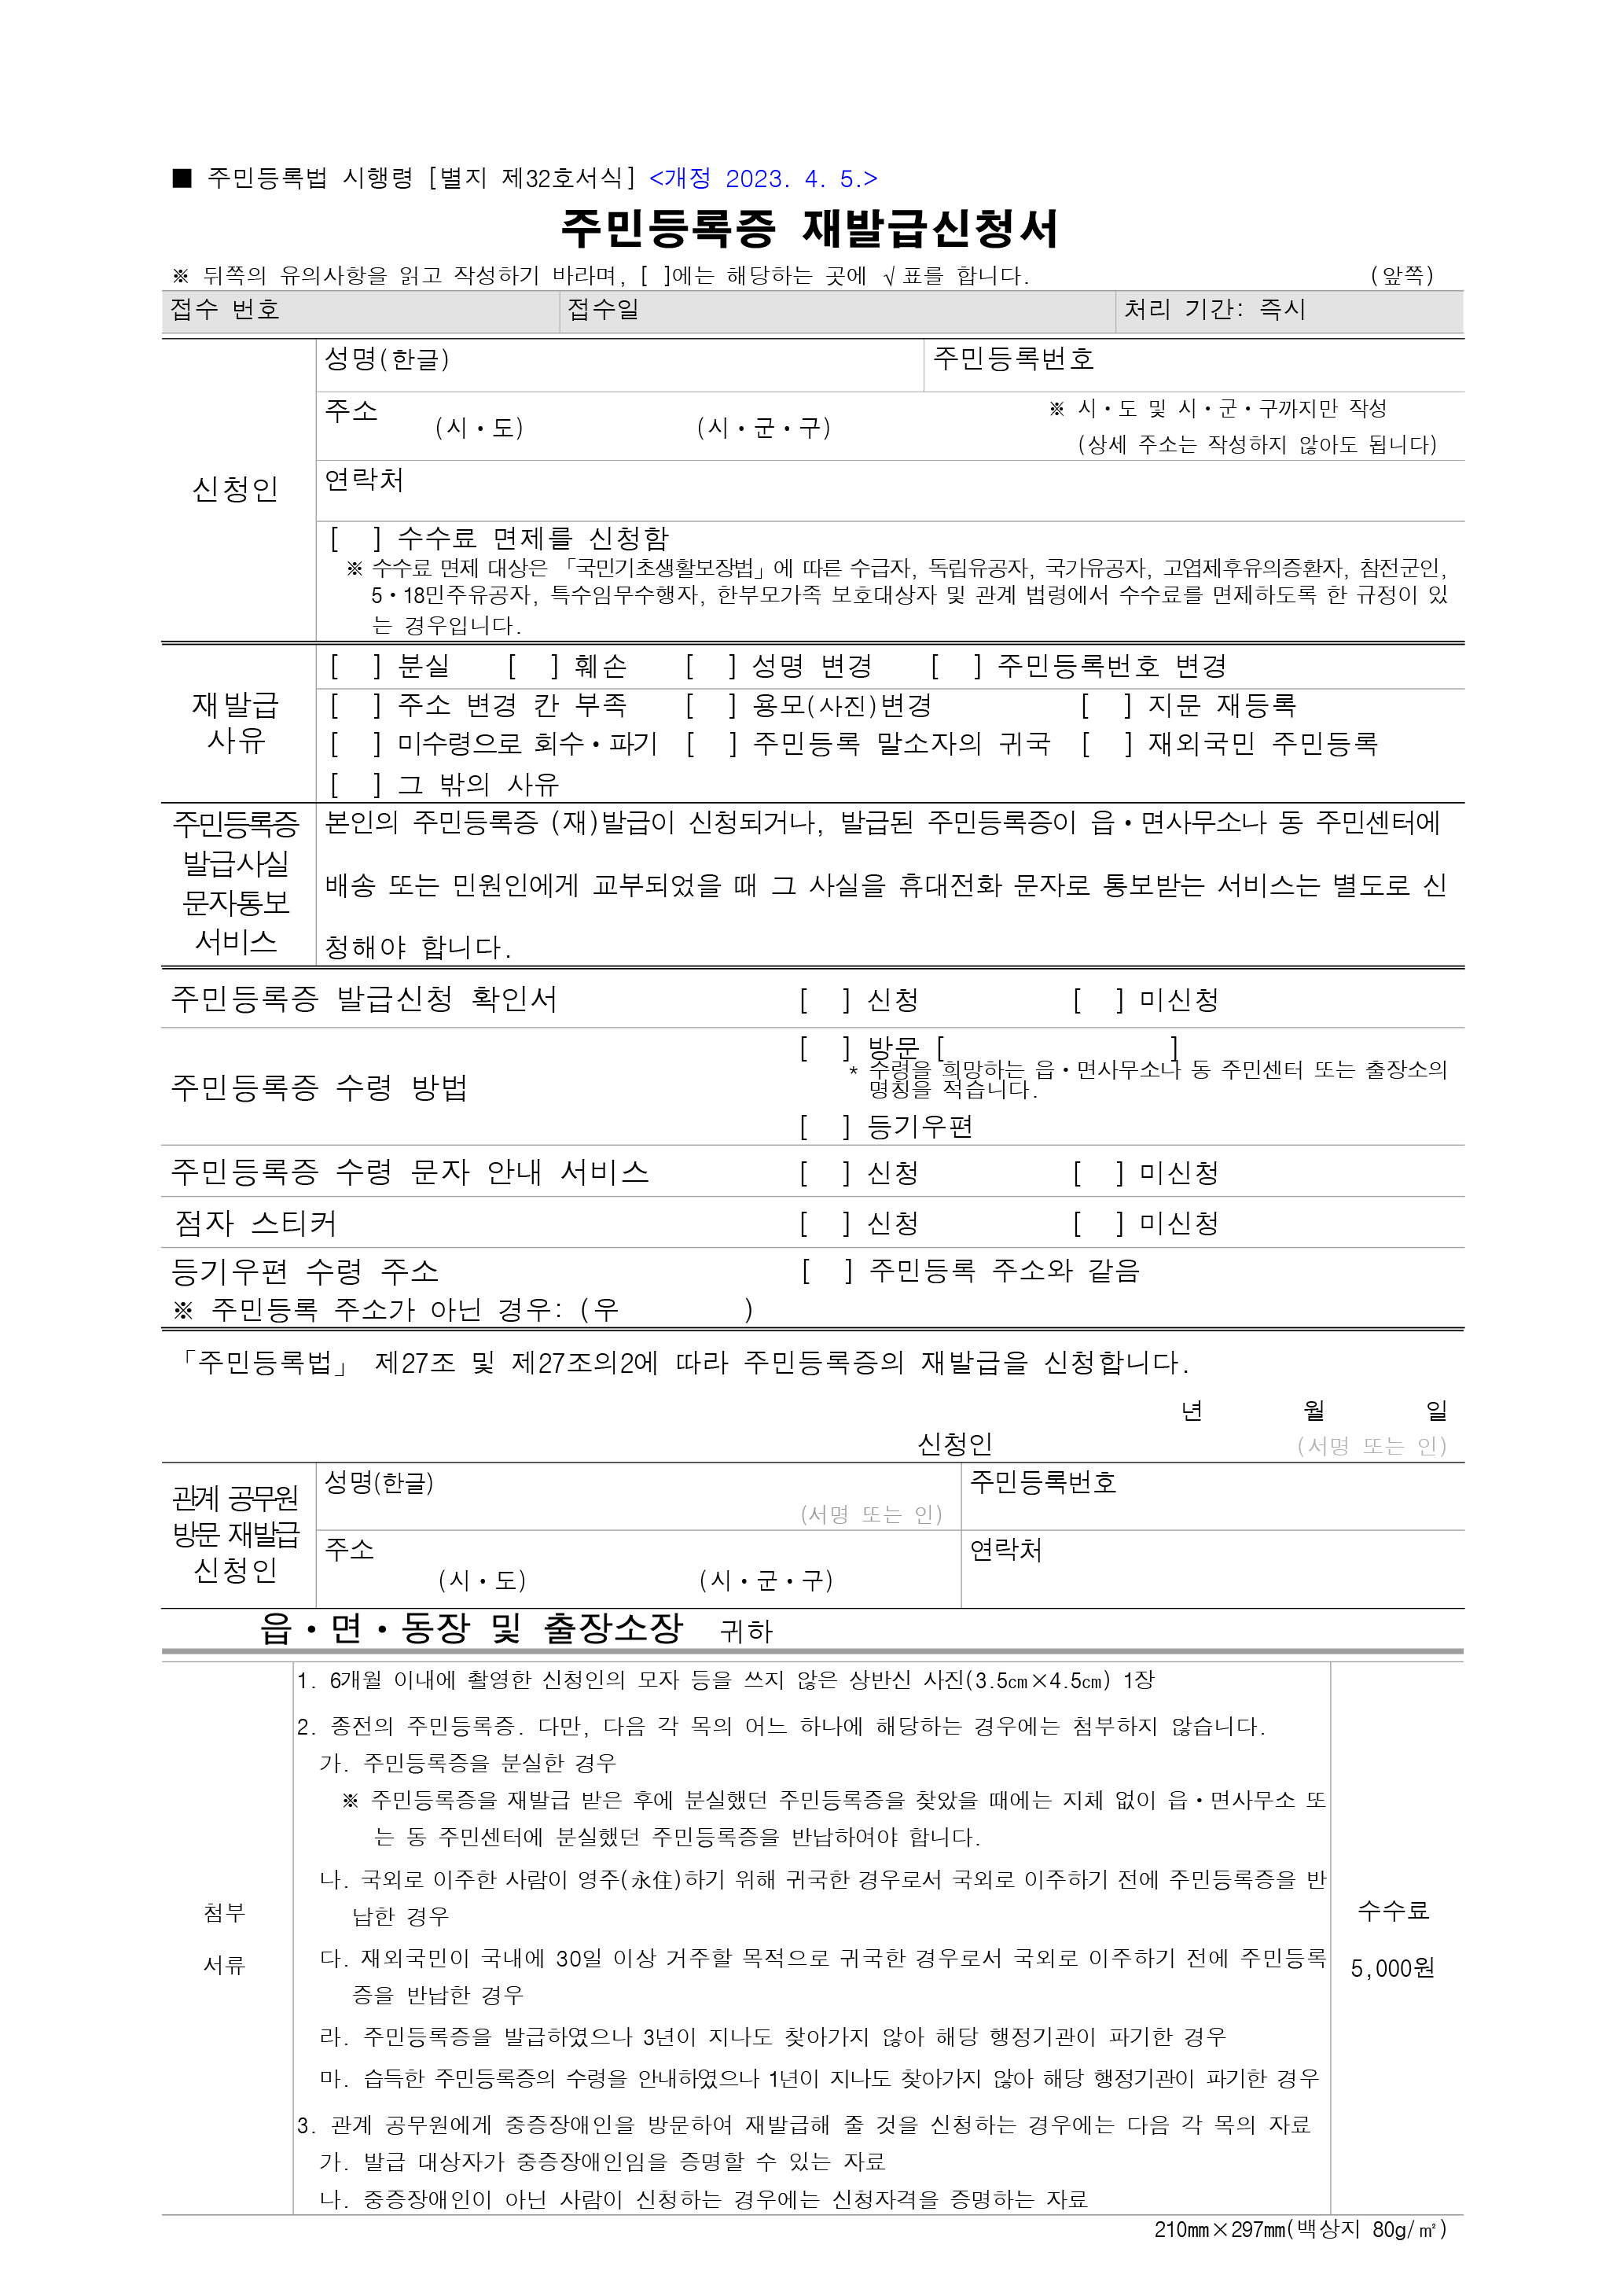 ■ 주민등록법 시행령 [별지 제32호서식] <개정 2023. 4. 5.>
주민등록증 재발급신청서
※ 뒤쪽의 유의사항을 읽고 작성하기 바라며, [ ]에는 해당하는 곳에 √표를 합니다. (앞쪽)
접수 번호 접수일 처리 기간: 즉시
신청인
성명(한글) 주민등록번호
주소 (시·도) (시·군·구) ※ 시·도 및 시·군·구까지만 작성
(상세 주소는 작성하지 않아도 됩니다)
연락처
[ ] 수수료 면제를 신청함
※ 수수료 면제 대상은 「국민기초생활보장법」에 따른 수급자, 독립유공자, 국가유공자, 고엽제후유의증환자, 참전군인,
5·18민주유공자, 특수임무수행자, 한부모가족 보호대상자 및 관계 법령에서 수수료를 면제하도록 한 규정이 있
는 경우입니다.
재발급
사유
[ ] 분실 [ ] 훼손 [ ] 성명 변경 [ ] 주민등록번호 변경
[ ] 주소 변경 칸 부족 [ ] 용모(사진)변경 [ ] 지문 재등록
[ ] 미수령으로 회수·파기 [ ] 주민등록 말소자의 귀국 [ ] 재외국민 주민등록
[ ] 그 밖의 사유
주민등록증
발급사실
문자통보
서비스
본인의 주민등록증 (재)발급이 신청되거나, 발급된 주민등록증이 읍·면사무소나 동 주민센터에
배송 또는 민원인에게 교부되었을 때 그 사실을 휴대전화 문자로 통보받는 서비스는 별도로 신
청해야 합니다.
주민등록증 발급신청 확인서 [ ] 신청 [ ] 미신청
주민등록증 수령 방법
[ ] 방문 [ ]
* 수령을 희망하는 읍·면사무소나 동 주민센터 또는 출장소의
명칭을 적습니다.
[ ] 등기우편
주민등록증 수령 문자 안내 서비스 [ ] 신청 [ ] 미신청
점자 스티커 [ ] 신청 [ ] 미신청
등기우편 수령 주소 [ ] 주민등록 주소와 같음
※ 주민등록 주소가 아닌 경우: (우 )
「주민등록법」 제27조 및 제27조의2에 따라 주민등록증의 재발급을 신청합니다.
년 월 일
신청인 (서명 또는 인)
관계 공무원
방문 재발급
신청인
성명(한글) (서명 또는 인) 주민등록번호
주소 (시·도) (시·군·구) 연락처
읍·면·동장 및 출장소장 귀하
첨부
서류
1. 6개월 이내에 촬영한 신청인의 모자 등을 쓰지 않은 상반신 사진(3.5㎝×4.5㎝) 1장
2. 종전의 주민등록증. 다만, 다음 각 목의 어느 하나에 해당하는 경우에는 첨부하지 않습니다.
가. 주민등록증을 분실한 경우
※ 주민등록증을 재발급 받은 후에 분실했던 주민등록증을 찾았을 때에는 지체 없이 읍·면사무소 또
는 동 주민센터에 분실했던 주민등록증을 반납하여야 합니다.
나. 국외로 이주한 사람이 영주(永住)하기 위해 귀국한 경우로서 국외로 이주하기 전에 주민등록증을 반
납한 경우
다. 재외국민이 국내에 30일 이상 거주할 목적으로 귀국한 경우로서 국외로 이주하기 전에 주민등록
증을 반납한 경우
라. 주민등록증을 발급하였으나 3년이 지나도 찾아가지 않아 해당 행정기관이 파기한 경우
마. 습득한 주민등록증의 수령을 안내하였으나 1년이 지나도 찾아가지 않아 해당 행정기관이 파기한 경우
3. 관계 공무원에게 중증장애인을 방문하여 재발급해 줄 것을 신청하는 경우에는 다음 각 목의 자료
가. 발급 대상자가 중증장애인임을 증명할 수 있는 자료
나. 중증장애인이 아닌 사람이 신청하는 경우에는 신청자격을 증명하는 자료
수수료
5,000원
210㎜×297㎜(백상지 80g/㎡)